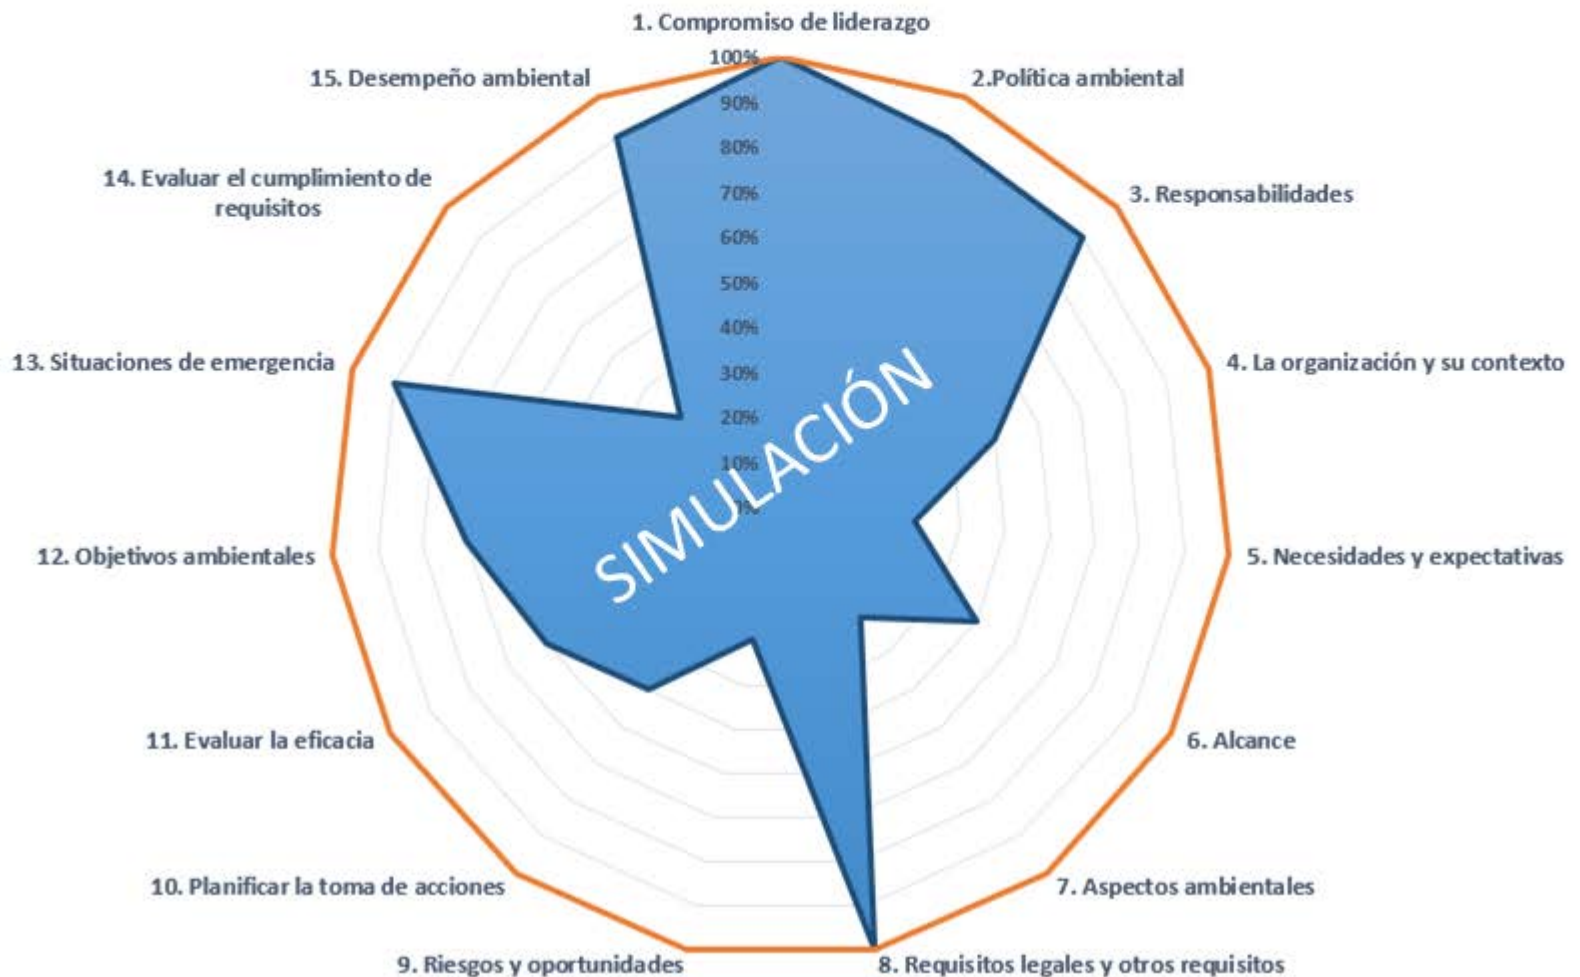 1. Compromiso de liderazgo
100%
15. Desempeño ambiental
2.Política ambiental
90%
80%
14. Evaluar el cumplimiento de
requisitos
70%
3. Responsabilidades
60%
50%
40%
13. Situaciones de emergencia
4. La organización y su contexto
30%
20%
10%
0%
SIMULACIÓN
12. Objetivos ambientales
5. Necesidades y expectativas
11. Evaluar la eficacia
6. Alcance
10. Planificar la toma de acciones
7. Aspectos ambientales
9. Riesgos y oportunidades
8. Requisitos legales y otros requisitos